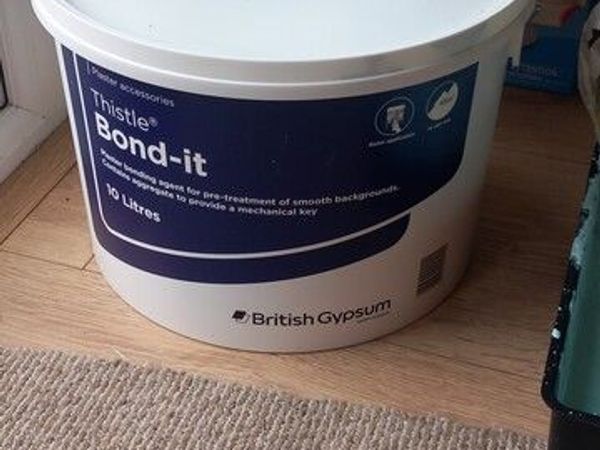 Plaster accessories
Thistle®
Bond-it
Plaster bonding agent for pre-treatment of smooth backgrounds.
Contains aggregate to provide a mechanical key
10 Litres
British Gypsum